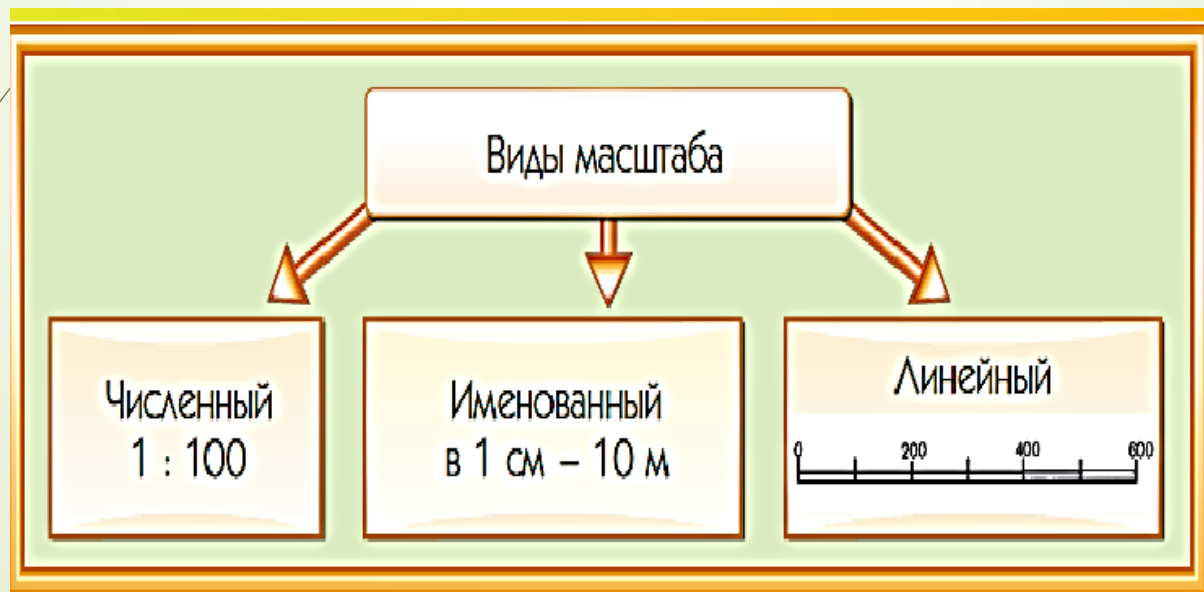 Виды масштаба
Численный
1 : 100
Именованный
в 1 см – 10 м
Линейный
0 200 400 600